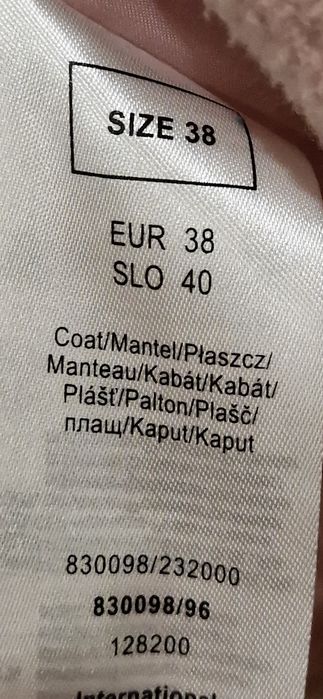 SIZE 38
EUR 38
SLO 40
Coat/Mantel/Płaszcz/
Manteau/Kabát/Kabát/
Plášť/Palton/Plašč/
плащ/Kaput/Kaput
830098/232000
830098/96
128200
International